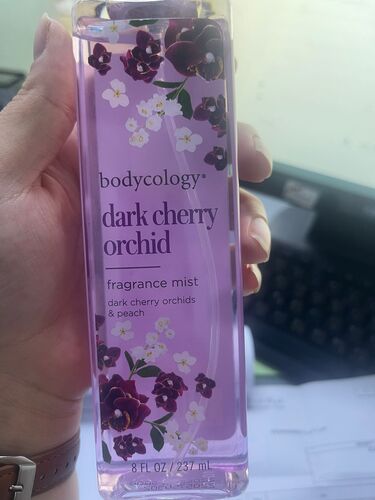 bodycology®
dark cherry
orchid
fragrance mist
dark cherry orchids
& peach
8 FL OZ / 237 mL